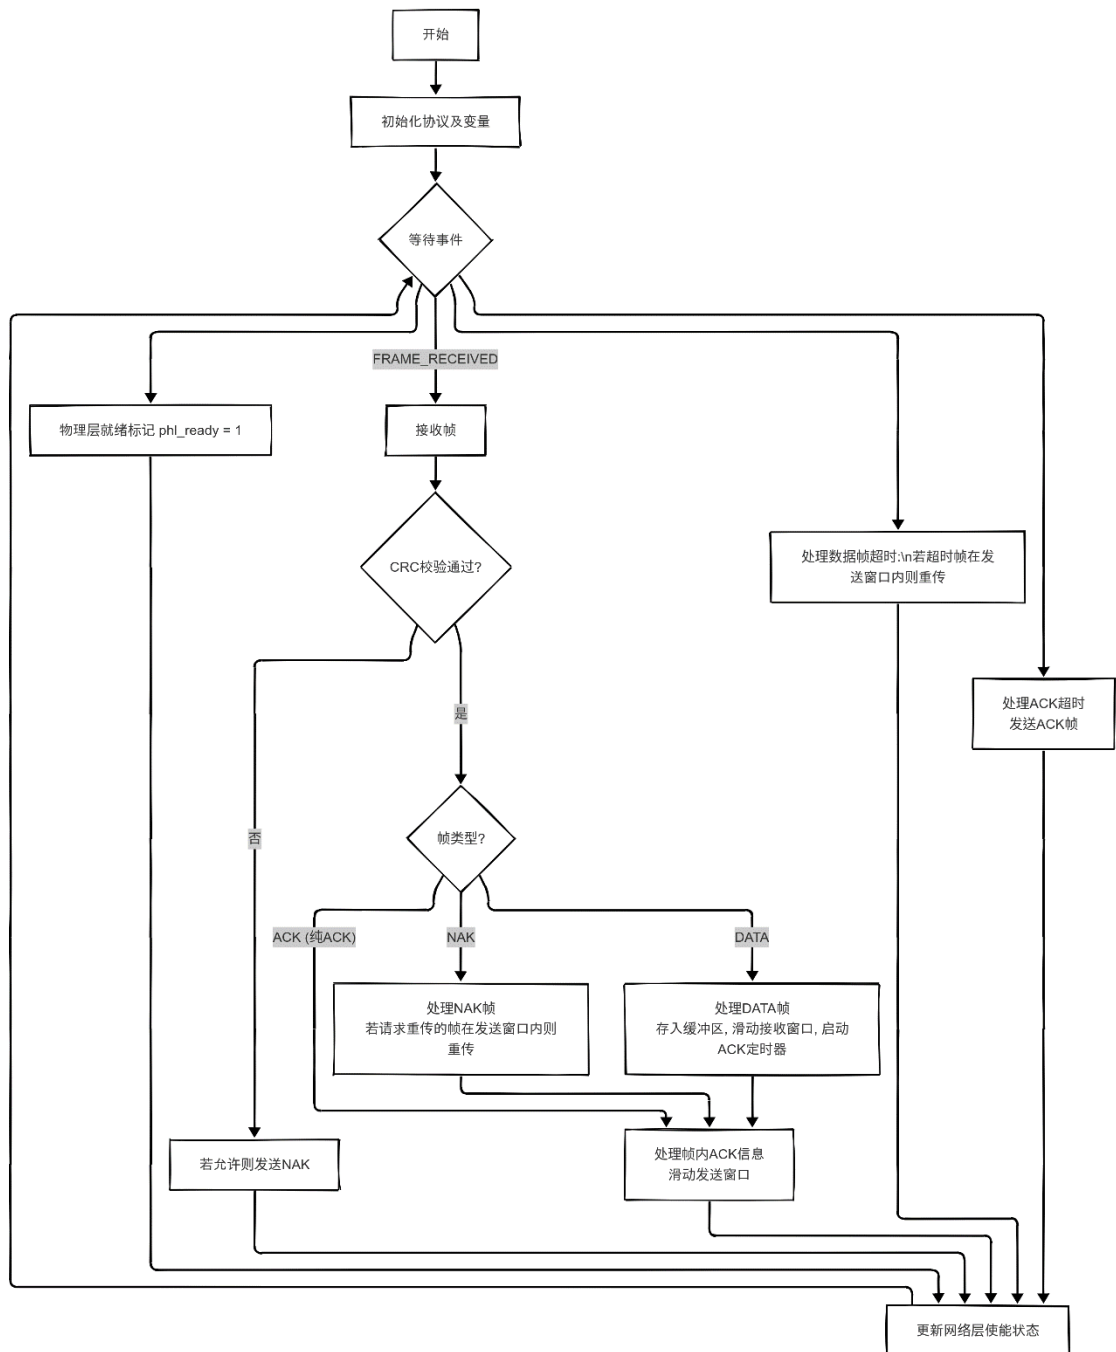 开始
初始化协议及变量
等待事件
FRAME_RECEIVED
物理层就绪标记 phl_ready = 1
接收帧
处理数据帧超时:\n若超时帧在发
送窗口内则重传
CRC校验通过?
处理ACK超时
发送ACK帧
是
否
帧类型?
ACK (纯ACK)
NAK
DATA
处理NAK帧
若请求重传的帧在发送窗口内则
重传
处理DATA帧
存入缓冲区, 滑动接收窗口, 启动
ACK定时器
若允许则发送NAK
处理帧内ACK信息
滑动发送窗口
更新网络层使能状态